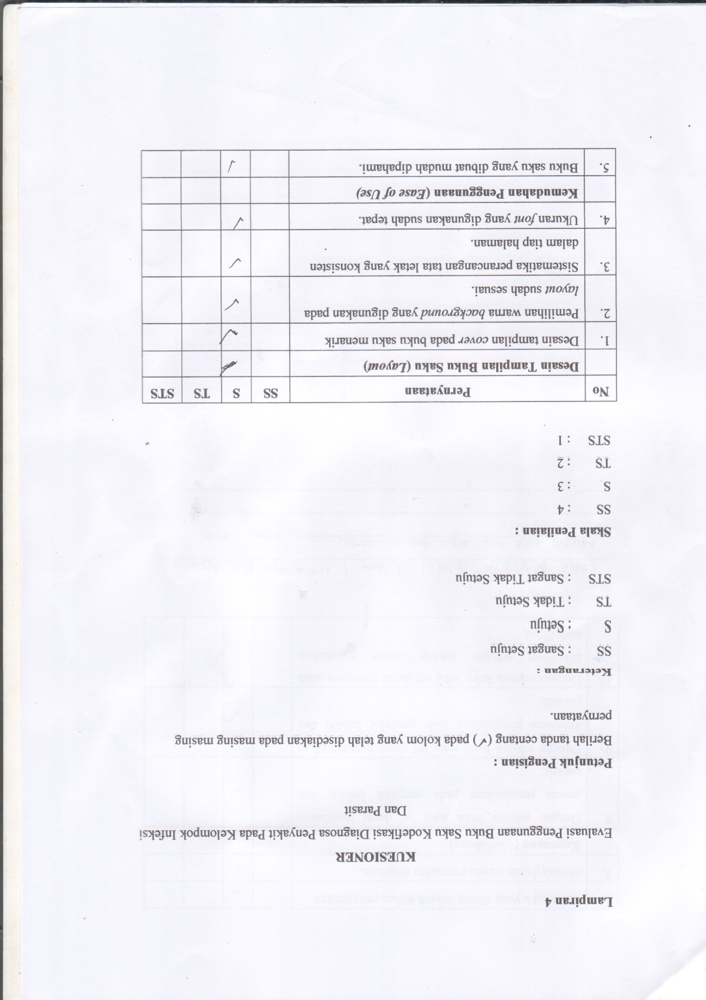 Lampiran 4
KUESIONER
Evaluasi Penggunaan Buku Saku Kodefikasi Diagnosa Penyakit Pada Kelompok Infeksi
Dan Parasit
Petunjuk Pengisian :
Berilah tanda centang (✓) pada kolom yang telah disediakan pada masing masing
pernyataan.
Keterangan :
SS : Sangat Setuju
S : Setuju
TS : Tidak Setuju
STS : Sangat Tidak Setuju
Skala Penilaian :
SS : 4
S : 3
TS : 2
STS : 1
No Pernyataan SS S TS STS
Desain Tampilan Buku Saku (Layout)
1. Desain tampilan cover pada buku saku menarik ✓
2. Pemilihan warna background yang digunakan pada ✓
layout sudah sesuai.
3. Sistematika perancangan tata letak yang konsisten ✓
dalam tiap halaman.
4. Ukuran font yang digunakan sudah tepat. ✓
Kemudahan Penggunaan (Ease of Use)
5. Buku saku yang dibuat mudah dipahami. ✓